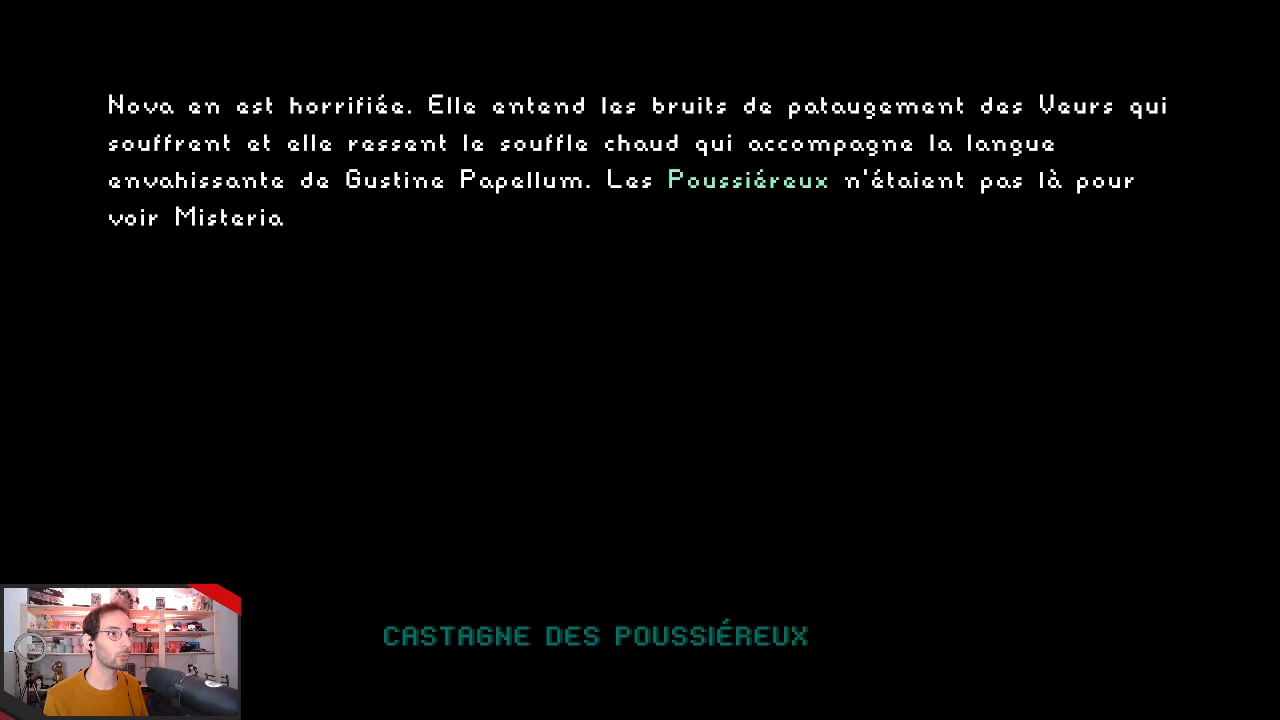 Nova en est horrifiée. Elle entend les bruits de pataugement des Veurs qui
souffrent et elle ressent le souffle chaud qui accompagne la langue
envahissante de Gustine Papellum. Les Poussiéreux n'étaient pas là pour
voir Misteria
CASTAGNE DES POUSSIÉREUX